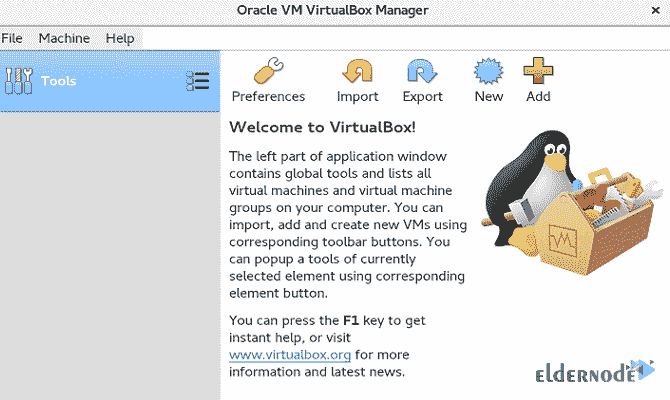 Oracle VM VirtualBox Manager
File Machine Help
Tools
Preferences Import Export New Add
Welcome to VirtualBox!
The left part of application window
contains global tools and lists all
virtual machines and virtual machine
groups on your computer. You can
import, add and create new VMs using
corresponding toolbar buttons. You
can popup a tools of currently
selected element using corresponding
element button.
You can press the F1 key to get
instant help, or visit
www.virtualbox.org for more
information and latest news.
ELDERNODE